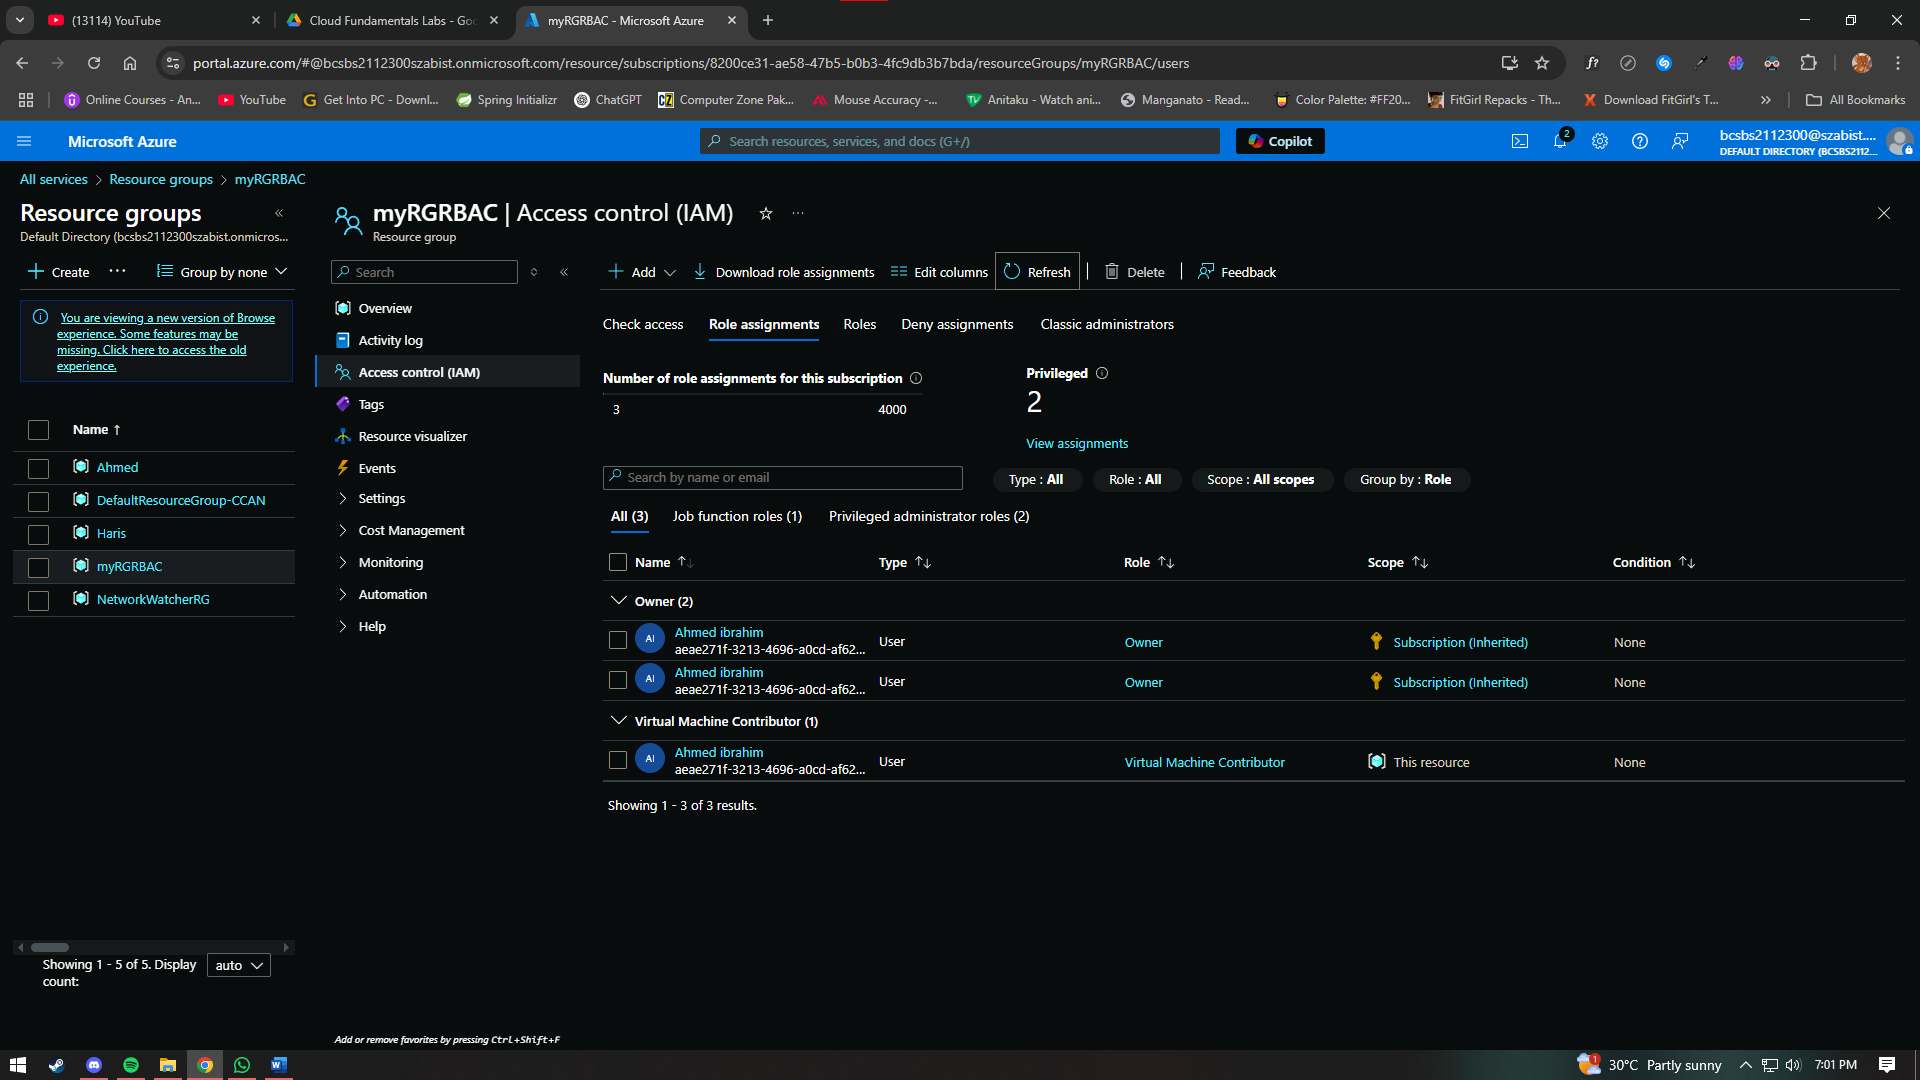 (13114) YouTube
Cloud Fundamentals Labs - Goo
myRGRBAC - Microsoft Azure
portal.azure.com/#@bcsbs2112300szabist.onmicrosoft.com/resource/subscriptions/8200ce31-ae58-47b5-b0b3-4fc9db3b7bda/resourceGroups/myRGRBAC/users
Online Courses - An...
YouTube
Get Into PC - Downl...
Spring Initializr
ChatGPT
Computer Zone Pak...
Mouse Accuracy -...
Anitaku - Watch ani...
Manganato - Read...
Color Palette: #FF20...
FitGirl Repacks - Th...
Download FitGirl's T...
All Bookmarks
Microsoft Azure
Search resources, services, and docs (G+/)
Copilot
2
bcsbs2112300@szabist....
DEFAULT DIRECTORY (BCSBS2112...
All services > Resource groups > myRGRBAC
Resource groups
Default Directory (bcsbs2112300szabist.onmicros...
Create
Group by none
You are viewing a new version of Browse
experience. Some features may be
missing. Click here to access the old
experience.
Name ↑
Ahmed
DefaultResourceGroup-CCAN
Haris
myRGRBAC
NetworkWatcherRG
Showing 1 - 5 of 5. Display
count:
auto
myRGRBAC | Access control (IAM)
Resource group
Search
Overview
Activity log
Access control (IAM)
Tags
Resource visualizer
Events
Settings
Cost Management
Monitoring
Automation
Help
Add or remove favorites by pressing Ctrl+Shift+F
Add
Download role assignments
Edit columns
Refresh
Delete
Feedback
Check access
Role assignments
Roles
Deny assignments
Classic administrators
Number of role assignments for this subscription
3 4000
Privileged
2
View assignments
Search by name or email
Type : All
Role : All
Scope : All scopes
Group by : Role
All (3)
Job function roles (1)
Privileged administrator roles (2)
Name Type Role Scope Condition
Owner (2)
Ahmed ibrahim
aeae271f-3213-4696-a0cd-af62... User Owner Subscription (Inherited) None
Ahmed ibrahim
aeae271f-3213-4696-a0cd-af62... User Owner Subscription (Inherited) None
Virtual Machine Contributor (1)
Ahmed ibrahim
aeae271f-3213-4696-a0cd-af62... User Virtual Machine Contributor This resource None
AI
AI
AI
Showing 1 - 3 of 3 results.
1
30°C Partly sunny
7:01 PM